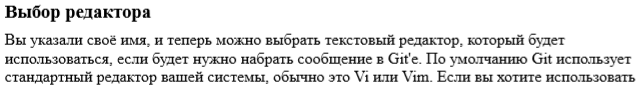 Выбор редактора
Вы указали своё имя, и теперь можно выбрать текстовый редактор, который будет
использоваться, если будет нужно набрать сообщение в Git'e. По умолчанию Git использует
стандартный редактор вашей системы, обычно это Vi или Vim. Если вы хотите использовать